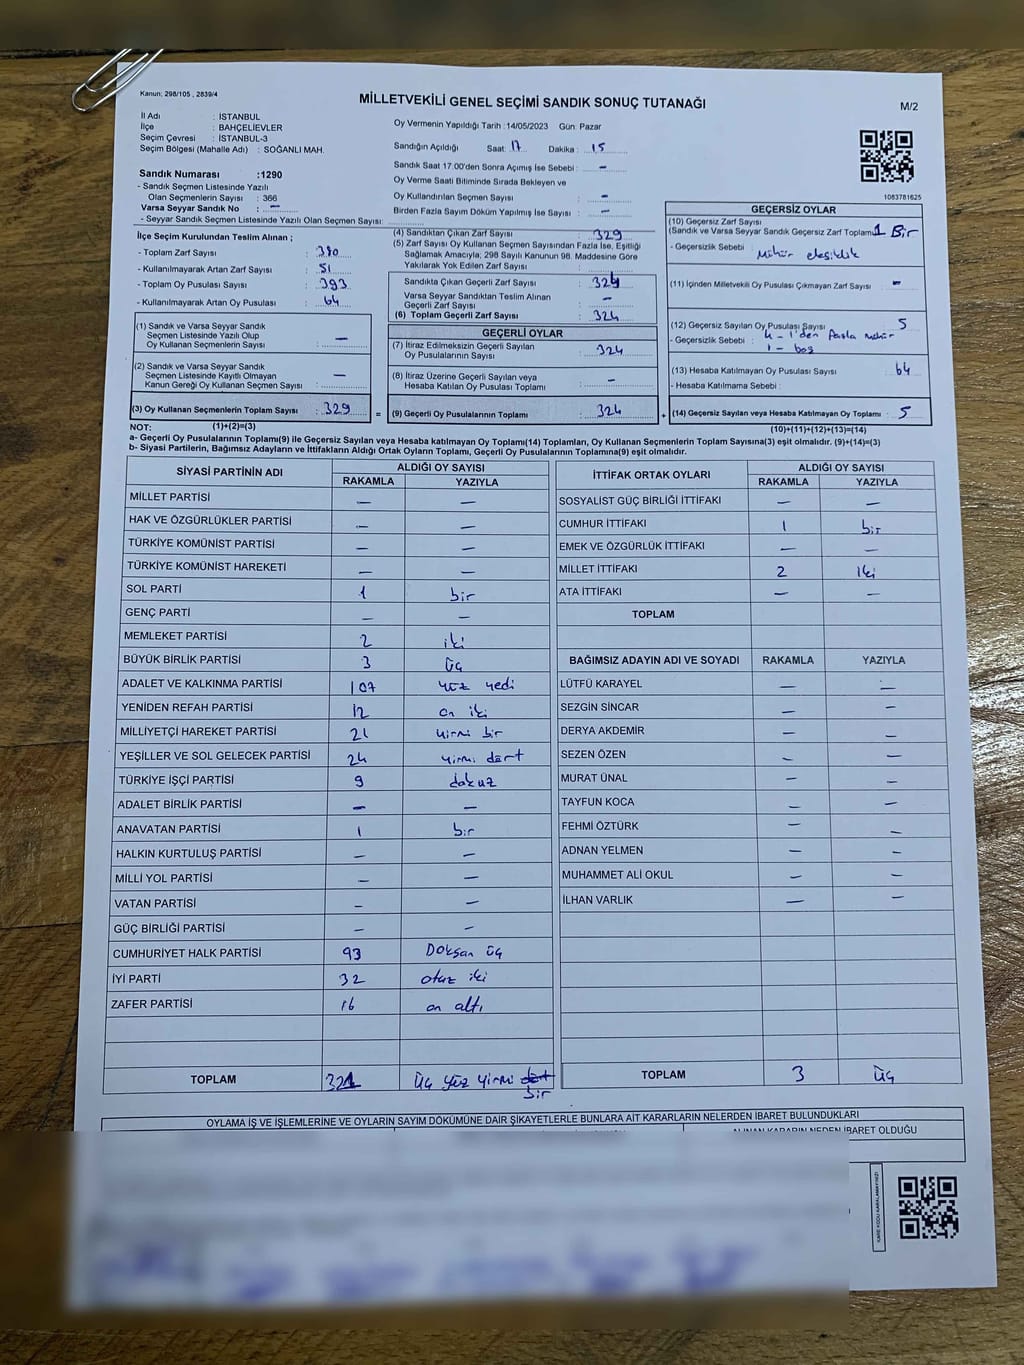 Kanun; 298/105 , 2839/4
MİLLETVEKİLİ GENEL SEÇİMİ SANDIK SONUÇ TUTANAĞI
M/2
İl Adı : İSTANBUL
İlçe : BAHÇELİEVLER
Seçim Çevresi : İSTANBUL-3
Seçim Bölgesi (Mahalle Adı) : SOĞANLI MAH.
Oy Vermenin Yapıldığı Tarih :14/05/2023 Gün: Pazar
Sandığın Açıldığı Saat: 17 Dakika : 15
Sandık Saat 17.00'den Sonra Açılmış İse Sebebi : –
Oy Verme Saati Bitiminde Sırada Bekleyen ve
Oy Kullandırılan Seçmen Sayısı : –
Birden Fazla Sayım Döküm Yapılmış İse Sayısı : –
1083781625
Sandık Numarası :1290
- Sandık Seçmen Listesinde Yazılı
Olan Seçmenlerin Sayısı : 366
Varsa Seyyar Sandık No : –
- Seyyar Sandık Seçmen Listesinde Yazılı Olan Seçmen Sayısı:
İlçe Seçim Kurulundan Teslim Alınan ;
- Toplam Zarf Sayısı : 380
- Kullanılmayarak Artan Zarf Sayısı : 51
- Toplam Oy Pusulası Sayısı : 393
- Kullanılmayarak Artan Oy Pusulası : 64
(1) Sandık ve Varsa Seyyar Sandık
Seçmen Listesinde Yazılı Olup
Oy Kullanan Seçmenlerin Sayısı : –
(2) Sandık ve Varsa Seyyar Sandık
Seçmen Listesinde Kayıtlı Olmayan
Kanun Gereği Oy Kullanan Seçmen Sayısı : –
(3) Oy Kullanan Seçmenlerin Toplam Sayısı : 329
(1)+(2)=(3)
(4) Sandıktan Çıkan Zarf Sayısı : 329
(5) Zarf Sayısı Oy Kullanan Seçmen Sayısından Fazla İse, Eşitliği
Sağlamak Amacıyla; 298 Sayılı Kanunun 98. Maddesine Göre
Yakılarak Yok Edilen Zarf Sayısı :
Sandıkta Çıkan Geçerli Zarf Sayısı : 324
Varsa Seyyar Sandıktan Teslim Alınan
Geçerli Zarf Sayısı : –
(6) Toplam Geçerli Zarf Sayısı : 324
GEÇERLİ OYLAR
(7) İtiraz Edilmeksizin Geçerli Sayılan
Oy Pusulalarının Sayısı : 324
(8) İtiraz Üzerine Geçerli Sayılan veya
Hesaba Katılan Oy Pusulası Toplamı : –
= (9) Geçerli Oy Pusulalarının Toplamı : 324
GEÇERSİZ OYLAR
(10) Geçersiz Zarf Sayısı
(Sandık ve Varsa Seyyar Sandık Geçersiz Zarf Toplamı 1 Bir
- Geçersizlik Sebebi : Mühür eksiklik
(11) İçinden Milletvekili Oy Pusulası Çıkmayan Zarf Sayısı : –
(12) Geçersiz Sayılan Oy Pusulası Sayısı : 5
- Geçersizlik Sebebi : 4 - 1'den fazla mühür
1 - boş
(13) Hesaba Katılmayan Oy Pusulası Sayısı : 64
- Hesaba Katılmama Sebebi :
+ (14) Geçersiz Sayılan veya Hesaba Katılmayan Oy Toplamı : 5
(10)+(11)+(12)+(13)=(14)
NOT:
a- Geçerli Oy Pusulalarının Toplamı(9) ile Geçersiz Sayılan veya Hesaba katılmayan Oy Toplamı(14) Toplamları, Oy Kullanan Seçmenlerin Toplam Sayısına(3) eşit olmalıdır. (9)+(14)=(3)
b- Siyasi Partilerin, Bağımsız Adayların ve İttifakların Aldığı Ortak Oyların Toplamı, Geçerli Oy Pusulalarının Toplamına(9) eşit olmalıdır.
SİYASİ PARTİNİN ADI ALDIĞI OY SAYISI
RAKAMLA YAZIYLA
MİLLET PARTİSİ – –
HAK VE ÖZGÜRLÜKLER PARTİSİ – –
TÜRKİYE KOMÜNİST PARTİSİ – –
TÜRKİYE KOMÜNİST HAREKETİ – –
SOL PARTİ 1 bir
GENÇ PARTİ – –
MEMLEKET PARTİSİ 2 iki
BÜYÜK BİRLİK PARTİSİ 3 üç
ADALET VE KALKINMA PARTİSİ 107 yüz yedi
YENİDEN REFAH PARTİSİ 12 on iki
MİLLİYETÇİ HAREKET PARTİSİ 21 yirmi bir
YEŞİLLER VE SOL GELECEK PARTİSİ 24 yirmi dört
TÜRKİYE İŞÇİ PARTİSİ 9 dokuz
ADALET BİRLİK PARTİSİ – –
ANAVATAN PARTİSİ 1 bir
HALKIN KURTULUŞ PARTİSİ – –
MİLLİ YOL PARTİSİ – –
VATAN PARTİSİ – –
GÜÇ BİRLİĞİ PARTİSİ – –
CUMHURİYET HALK PARTİSİ 93 Doksan üç
İYİ PARTİ 32 otuz iki
ZAFER PARTİSİ 16 on altı
TOPLAM 321 üç yüz yirmi dört
bir
İTTİFAK ORTAK OYLARI ALDIĞI OY SAYISI
RAKAMLA YAZIYLA
SOSYALİST GÜÇ BİRLİĞİ İTTİFAKI – –
CUMHUR İTTİFAKI 1 bir
EMEK VE ÖZGÜRLÜK İTTİFAKI – –
MİLLET İTTİFAKI 2 iki
ATA İTTİFAKI – –
TOPLAM
BAĞIMSIZ ADAYIN ADI VE SOYADI RAKAMLA YAZIYLA
LÜTFÜ KARAYEL – –
SEZGİN SİNCAR – –
DERYA AKDEMİR – –
SEZEN ÖZEN – –
MURAT ÜNAL – –
TAYFUN KOCA – –
FEHMİ ÖZTÜRK – –
ADNAN YELMEN – –
MUHAMMET ALİ OKUL – –
İLHAN VARLIK – –
TOPLAM 3 üç
OYLAMA İŞ VE İŞLEMLERİNE VE OYLARIN SAYIM DÖKÜMÜNE DAİR ŞİKAYETLERLE BUNLARA AİT KARARLARIN NELERDEN İBARET BULUNDUKLARI
ALINAN KARARIN NEDEN İBARET OLDUĞU
KARE KODU KARALAMAYINIZ!